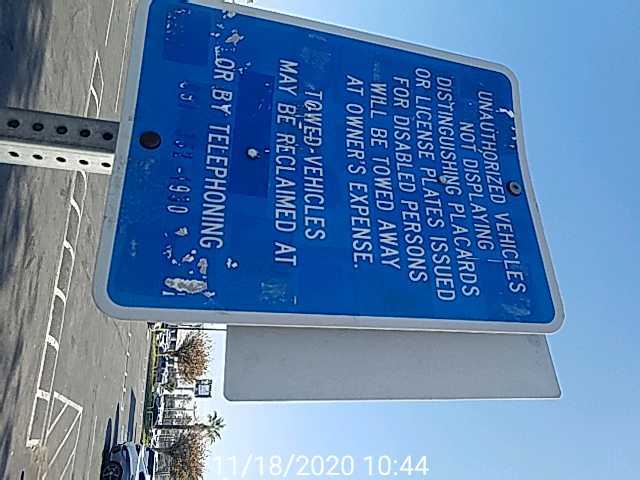 UNAUTHORIZED VEHICLES
NOT DISPLAYING
DISTINGUISHING PLACARDS
OR LICENSE PLATES ISSUED
FOR DISABLED PERSONS
WILL BE TOWED AWAY
AT OWNER'S EXPENSE.
TOWED VEHICLES
MAY BE RECLAIMED AT
OR BY TELEPHONING
11/18/2020 10:44